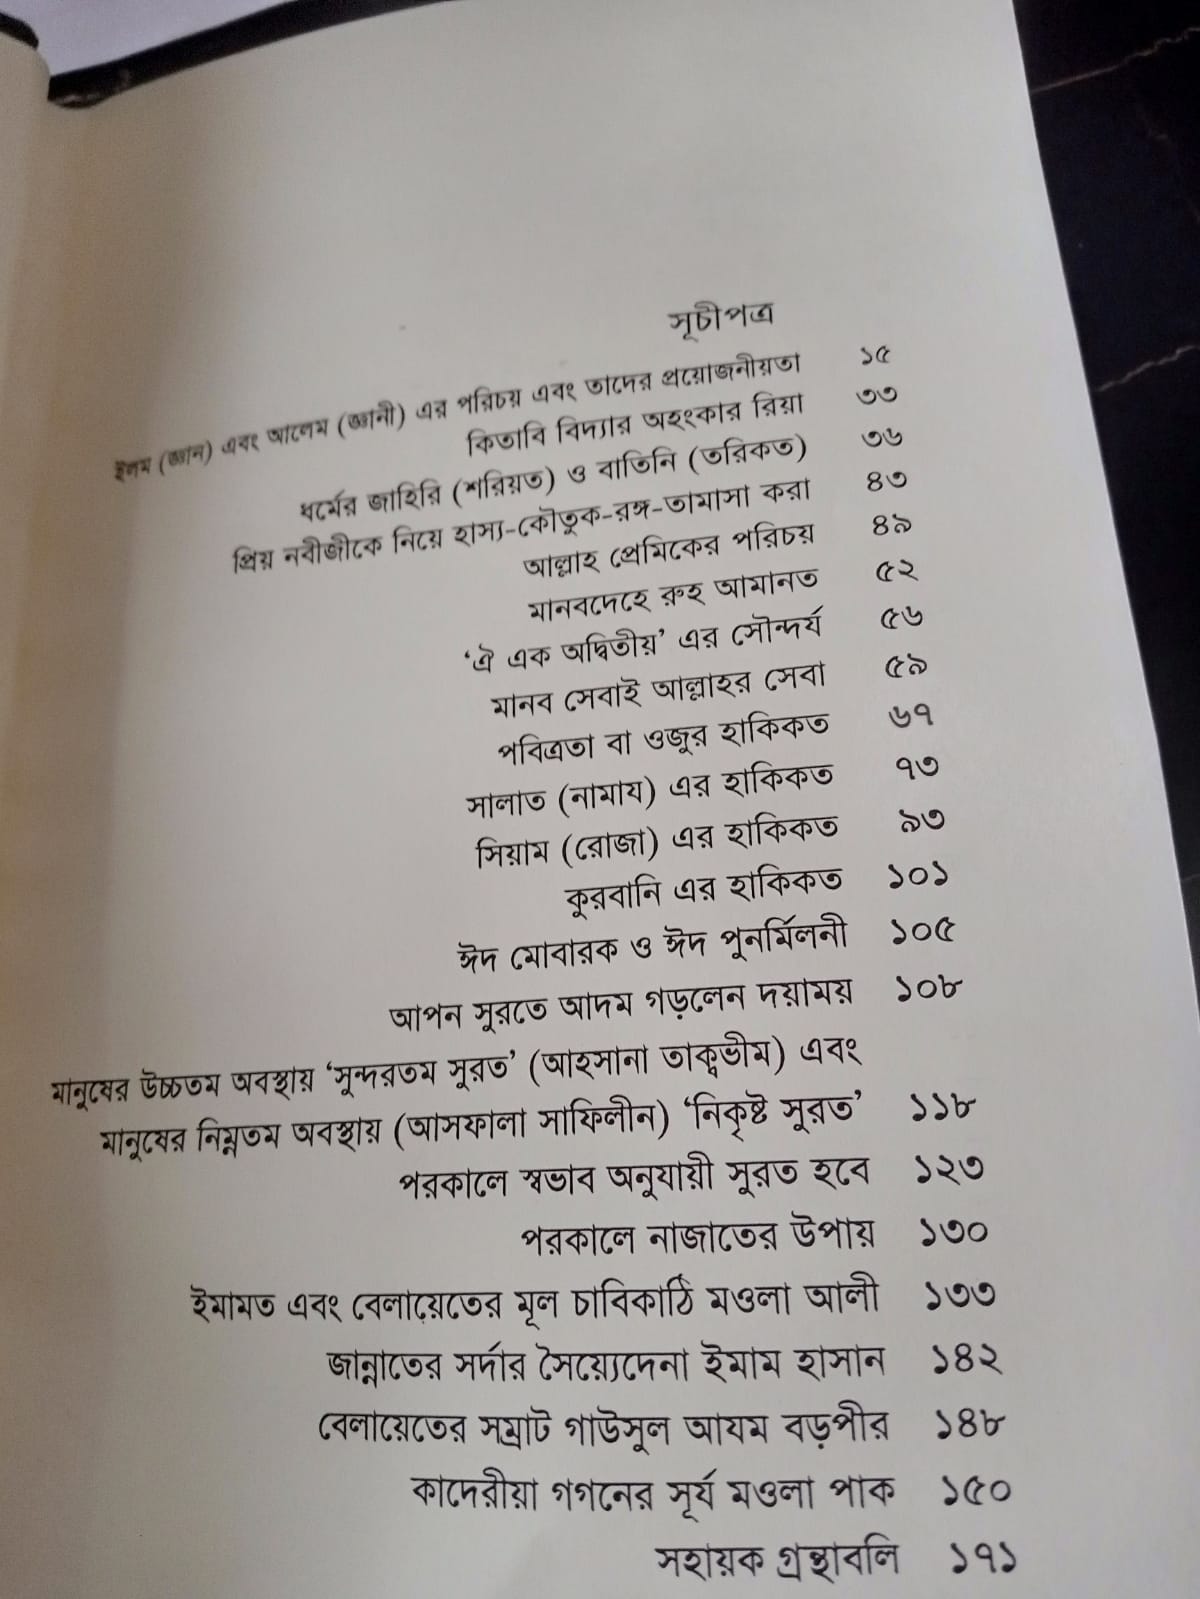 সূচীপত্র
ইলম (জ্ঞান) এবং আলেম (জ্ঞানী) এর পরিচয় এবং তাদের প্রয়োজনীয়তা ১৫
কিতাবি বিদ্যার অহংকার রিয়া ৩৩
ধর্মের জাহিরি (শরিয়ত) ও বাতিনি (তরিকত) ৩৬
প্রিয় নবীজীকে নিয়ে হাস্য-কৌতুক-রঙ্গ-তামাসা করা ৪৩
আল্লাহ প্রেমিকের পরিচয় ৪৯
মানবদেহে রুহ আমানত ৫২
‘ঐ এক অদ্বিতীয়’ এর সৌন্দর্য ৫৬
মানব সেবাই আল্লাহর সেবা ৫৯
পবিত্রতা বা ওজুর হাকিকত ৬৭
সালাত (নামায) এর হাকিকত ৭৩
সিয়াম (রোজা) এর হাকিকত ৯৩
কুরবানি এর হাকিকত ১০১
ঈদ মোবারক ও ঈদ পুনর্মিলনী ১০৫
আপন সুরতে আদম গড়লেন দয়াময় ১০৮
মানুষের উচ্চতম অবস্থায় ‘সুন্দরতম সুরত’ (আহসানা তাক্বভীম) এবং
মানুষের নিম্নতম অবস্থায় (আসফালা সাফিলীন) ‘নিকৃষ্ট সুরত’ ১১৮
পরকালে স্বভাব অনুযায়ী সুরত হবে ১২৩
পরকালে নাজাতের উপায় ১৩০
ইমামত এবং বেলায়েতের মূল চাবিকাঠি মওলা আলী ১৩৩
জান্নাতের সর্দার সৈয়্যেদেনা ইমাম হাসান ১৪২
বেলায়েতের সম্রাট গাউসুল আযম বড়পীর ১৪৮
কাদেরীয়া গগনের সূর্য মওলা পাক ১৫০
সহায়ক গ্রন্থাবলি ১৭১